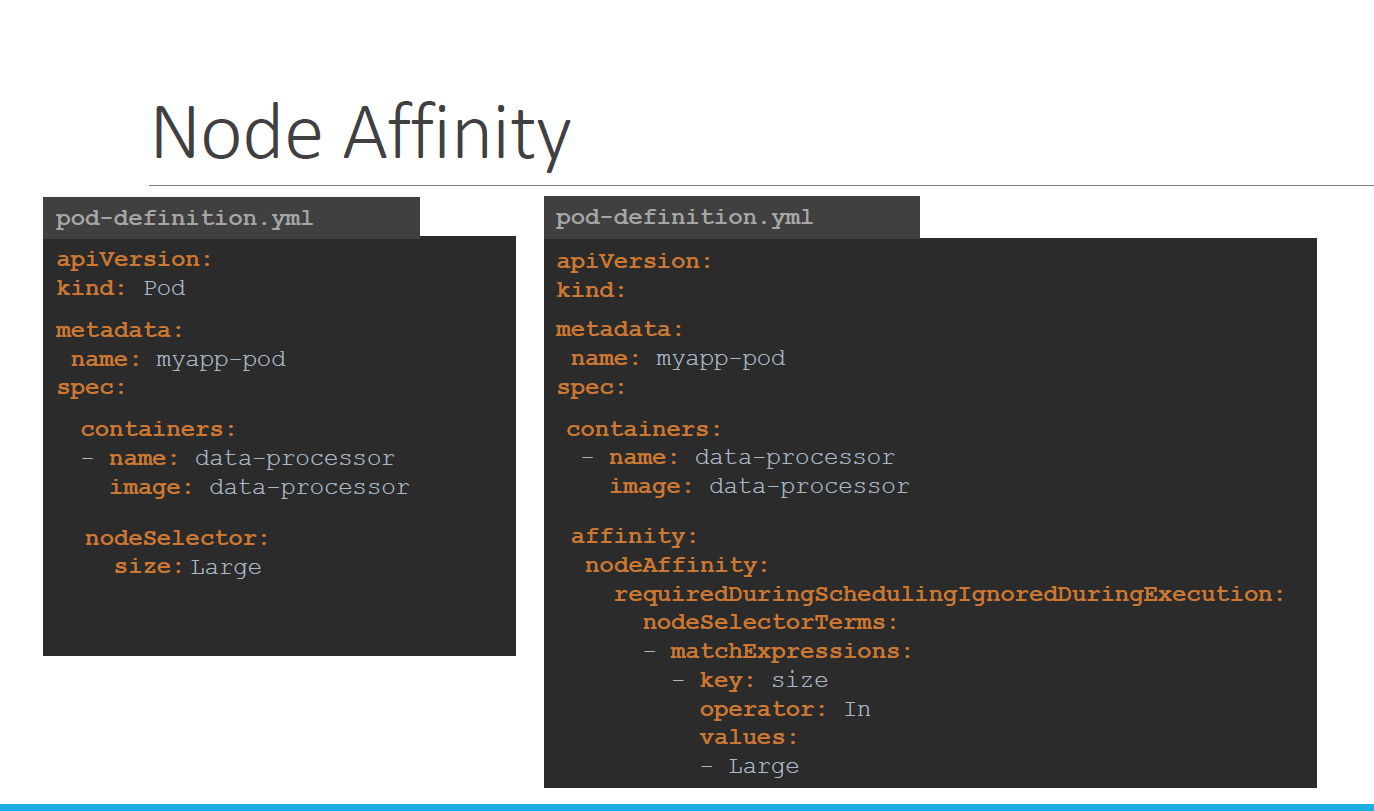 Node Affinity
pod-definition.yml
apiVersion:
kind: Pod
metadata:
 name: myapp-pod
spec:
  containers:
  - name: data-processor
    image: data-processor
  nodeSelector:
    size: Large
pod-definition.yml
apiVersion:
kind:
metadata:
 name: myapp-pod
spec:
 containers:
  - name: data-processor
    image: data-processor
 affinity:
  nodeAffinity:
    requiredDuringSchedulingIgnoredDuringExecution:
      nodeSelectorTerms:
      - matchExpressions:
        - key: size
          operator: In
          values:
          - Large